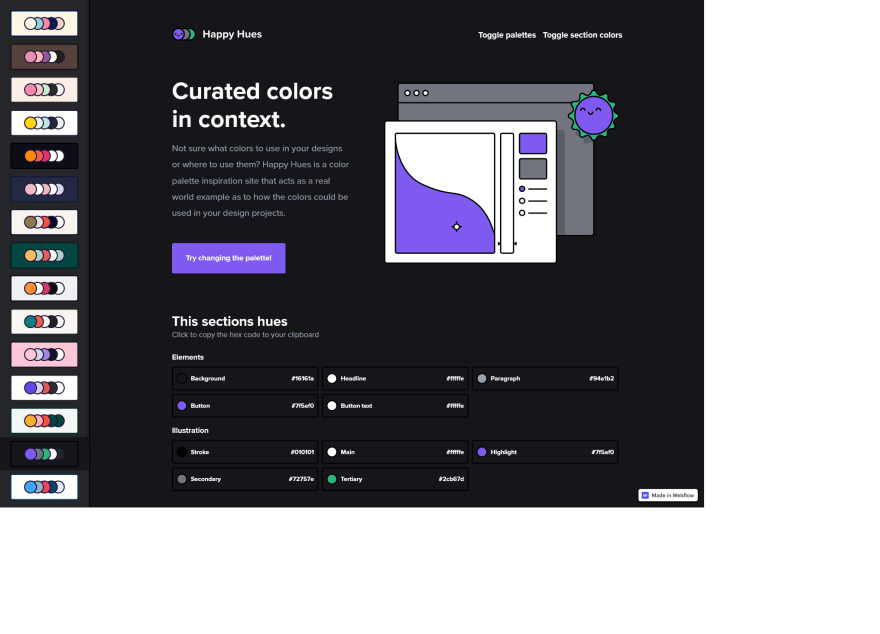 Happy Hues
Toggle palettes
Toggle section colors
Curated colors
in context.
Not sure what colors to use in your designs
or where to use them? Happy Hues is a color
palette inspiration site that acts as a real
world example as to how the colors could be
used in your design projects.
Try changing the palette!
This sections hues
Click to copy the hex code to your clipboard
Elements
Background #16161a
Headline #fffffe
Paragraph #94a1b2
Button #7f5af0
Button text #fffffe
Illustration
Stroke #010101
Main #fffffe
Highlight #7f5af0
Secondary #72757e
Tertiary #2cb67d
Made in Webflow